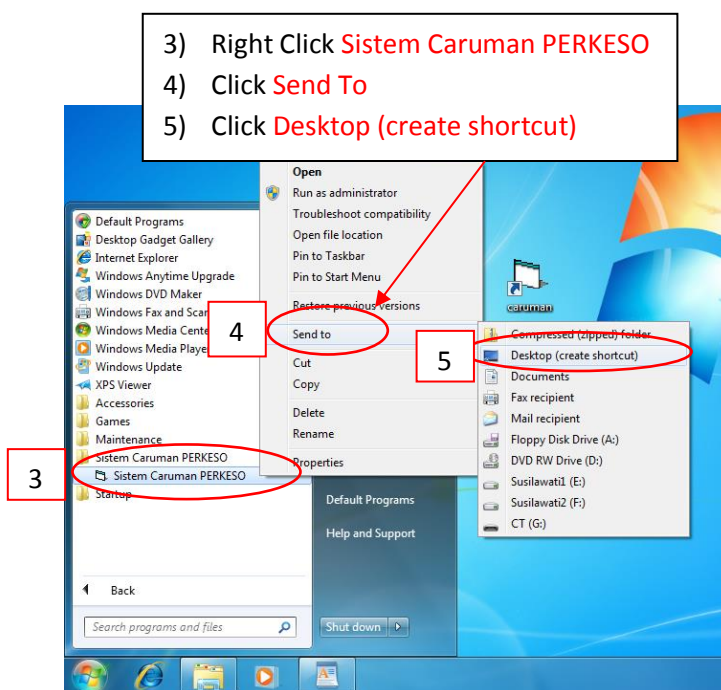 3) Right Click Sistem Caruman PERKESO
4) Click Send To
5) Click Desktop (create shortcut)
Open
Run as administrator
Troubleshoot compatibility
Open file location
Pin to Taskbar
Pin to Start Menu
Restore previous versions
4
Send to
Cut
Copy
Delete
Rename
Properties
Default Programs
Desktop Gadget Gallery
Internet Explorer
Windows Anytime Upgrade
Windows DVD Maker
Windows Fax and Scan
Windows Media Cente
Windows Media Playe
Windows Update
XPS Viewer
Accessories
Games
Maintenance
Sistem Caruman PERKESO
3
Sistem Caruman PERKESO
Startup
Back
Search programs and files
Default Programs
Help and Support
Shut down
caruman
5
Compressed (zipped) folder
Desktop (create shortcut)
Documents
Fax recipient
Mail recipient
Floppy Disk Drive (A:)
DVD RW Drive (D:)
Susilawati1 (E:)
Susilawati2 (F:)
CT (G:)